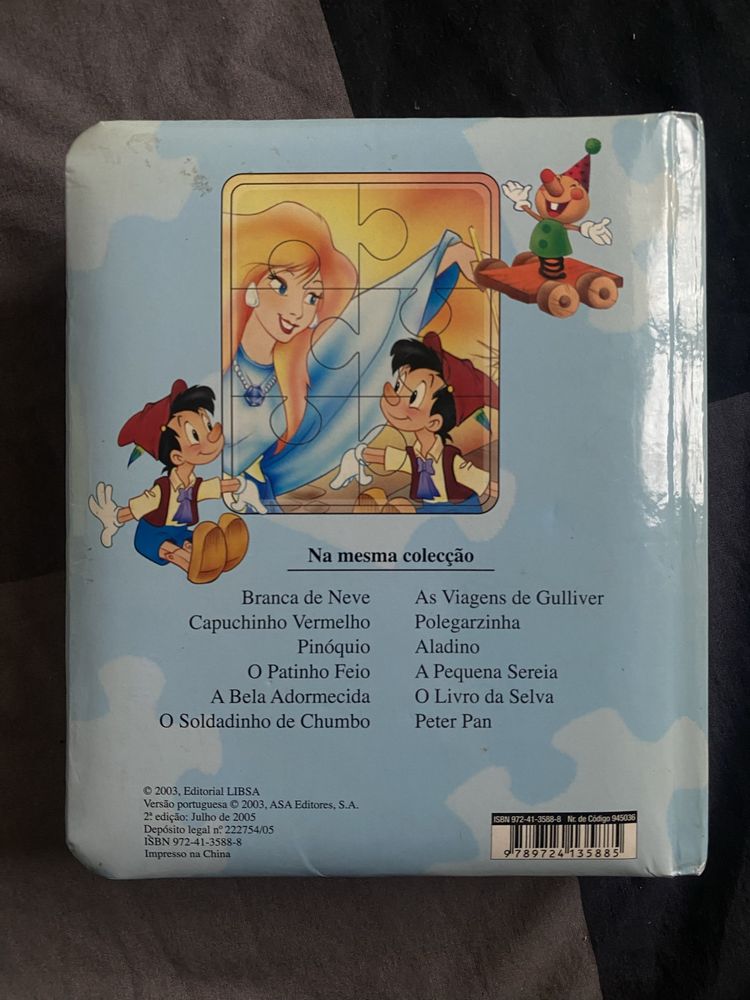 Na mesma colecção
Branca de Neve
Capuchinho Vermelho
Pinóquio
O Patinho Feio
A Bela Adormecida
O Soldadinho de Chumbo
As Viagens de Gulliver
Polegarzinha
Aladino
A Pequena Sereia
O Livro da Selva
Peter Pan
© 2003, Editorial LIBSA
Versão portuguesa © 2003, ASA Editores, S.A.
2ª edição: Julho de 2005
Depósito legal nº 222754/05
ISBN 972-41-3588-8
Impresso na China
ISBN 972-41-3588-8 Nr. de Código 945036
9 789724 135885